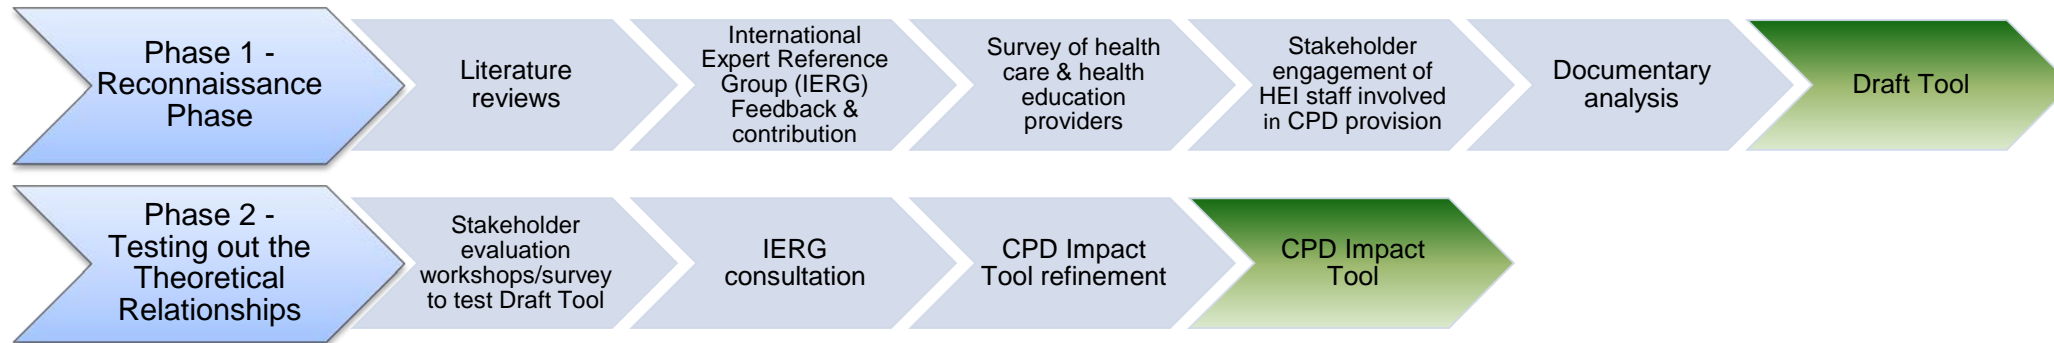 Phase 1 -
Reconnaissance
Phase
Literature
reviews
International
Expert Reference
Group (IERG)
Feedback &
contribution
Survey of health
care & health
education
providers
Stakeholder
engagement of
HEI staff involved
in CPD provision
Documentary
analysis
Draft Tool
Phase 2 -
Testing out the
Theoretical
Relationships
Stakeholder
evaluation
workshops/survey
to test Draft Tool
IERG
consultation
CPD Impact
Tool refinement
CPD Impact
Tool